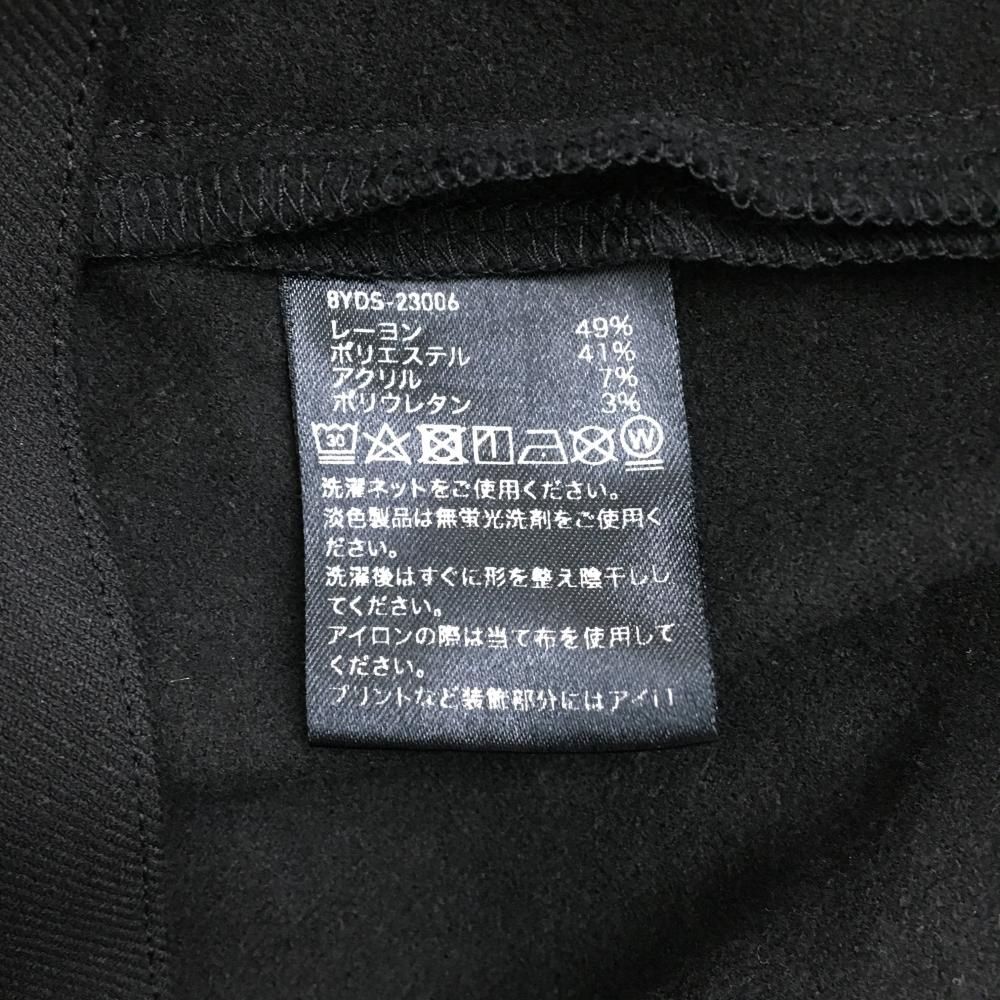 8YDS-23006
レーヨン 49%
ポリエステル 41%
アクリル 7%
ポリウレタン 3%
30 W
洗濯ネットをご使用ください。
淡色製品は無蛍光洗剤をご使用く
ださい。
洗濯後はすぐに形を整え陰干しし
てください。
アイロンの際は当て布を使用して
ください。
プリントなど装飾部分にはアイ